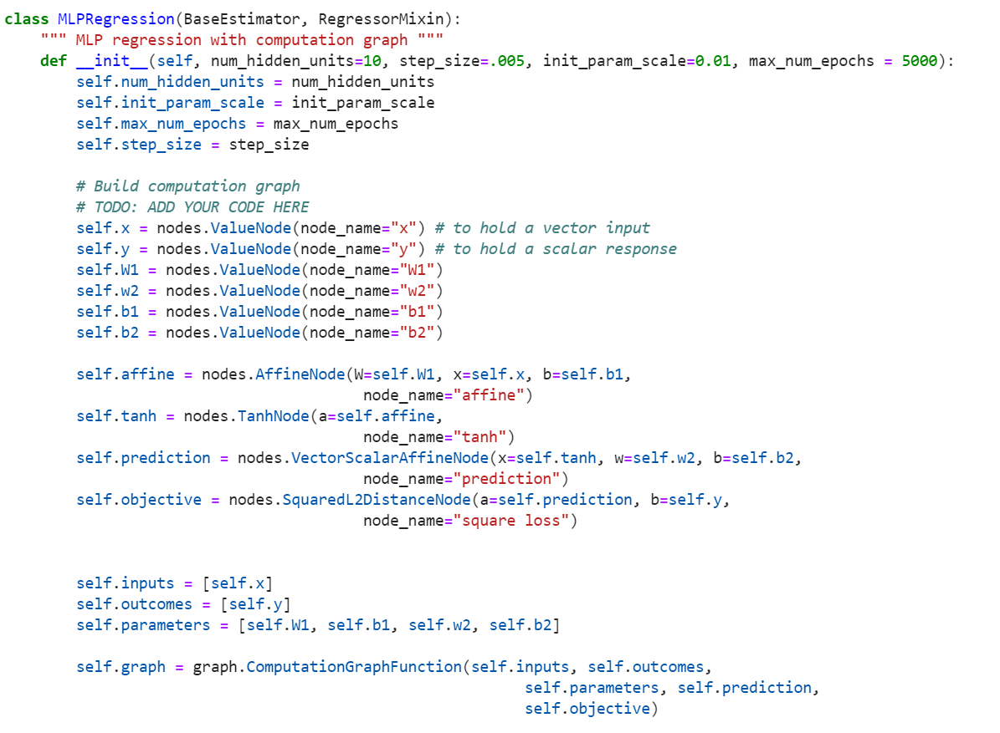 class MLPRegression(BaseEstimator, RegressorMixin):
    """ MLP regression with computation graph """
    def __init__(self, num_hidden_units=10, step_size=.005, init_param_scale=0.01, max_num_epochs = 5000):
        self.num_hidden_units = num_hidden_units
        self.init_param_scale = init_param_scale
        self.max_num_epochs = max_num_epochs
        self.step_size = step_size

        # Build computation graph
        # TODO: ADD YOUR CODE HERE
        self.x = nodes.ValueNode(node_name="x") # to hold a vector input
        self.y = nodes.ValueNode(node_name="y") # to hold a scalar response
        self.W1 = nodes.ValueNode(node_name="W1")
        self.w2 = nodes.ValueNode(node_name="w2")
        self.b1 = nodes.ValueNode(node_name="b1")
        self.b2 = nodes.ValueNode(node_name="b2")

        self.affine = nodes.AffineNode(W=self.W1, x=self.x, b=self.b1,
                                        node_name="affine")
        self.tanh = nodes.TanhNode(a=self.affine,
                                        node_name="tanh")
        self.prediction = nodes.VectorScalarAffineNode(x=self.tanh, w=self.w2, b=self.b2,
                                        node_name="prediction")
        self.objective = nodes.SquaredL2DistanceNode(a=self.prediction, b=self.y,
                                        node_name="square loss")


        self.inputs = [self.x]
        self.outcomes = [self.y]
        self.parameters = [self.W1, self.b1, self.w2, self.b2]

        self.graph = graph.ComputationGraphFunction(self.inputs, self.outcomes,
                                                          self.parameters, self.prediction,
                                                          self.objective)